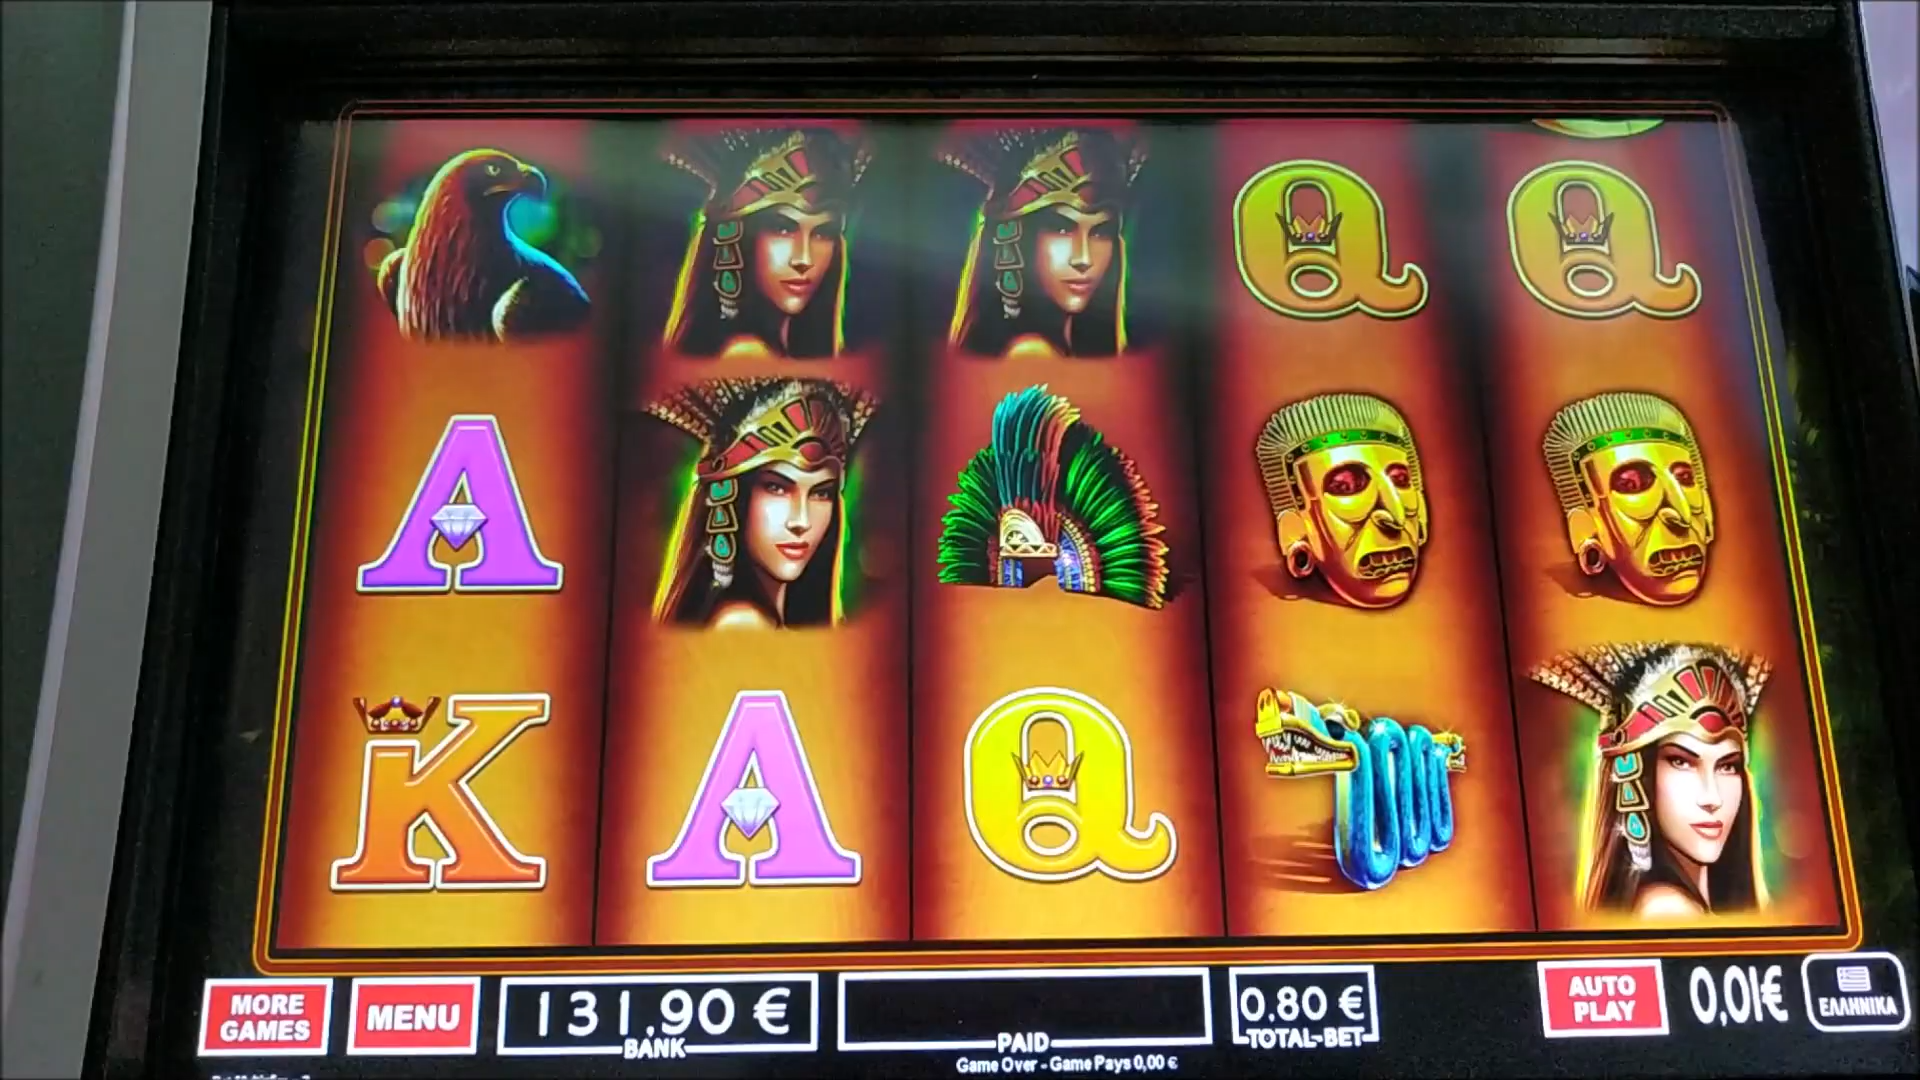 Q
Q
A
K
A
Q
MORE
GAMES
MENU
131,90 €
BANK
PAID
Game Over - Game Pays 0,00 €
0,80 €
TOTAL-BET
AUTO
PLAY
0,01€
ΕΛΛΗΝΙΚΑ